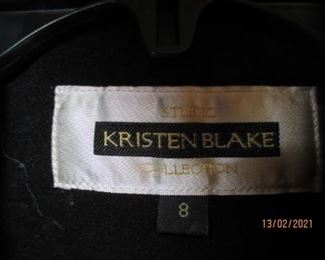 STUDIO
KRISTEN BLAKE
COLLECTION
8
13/02/2021